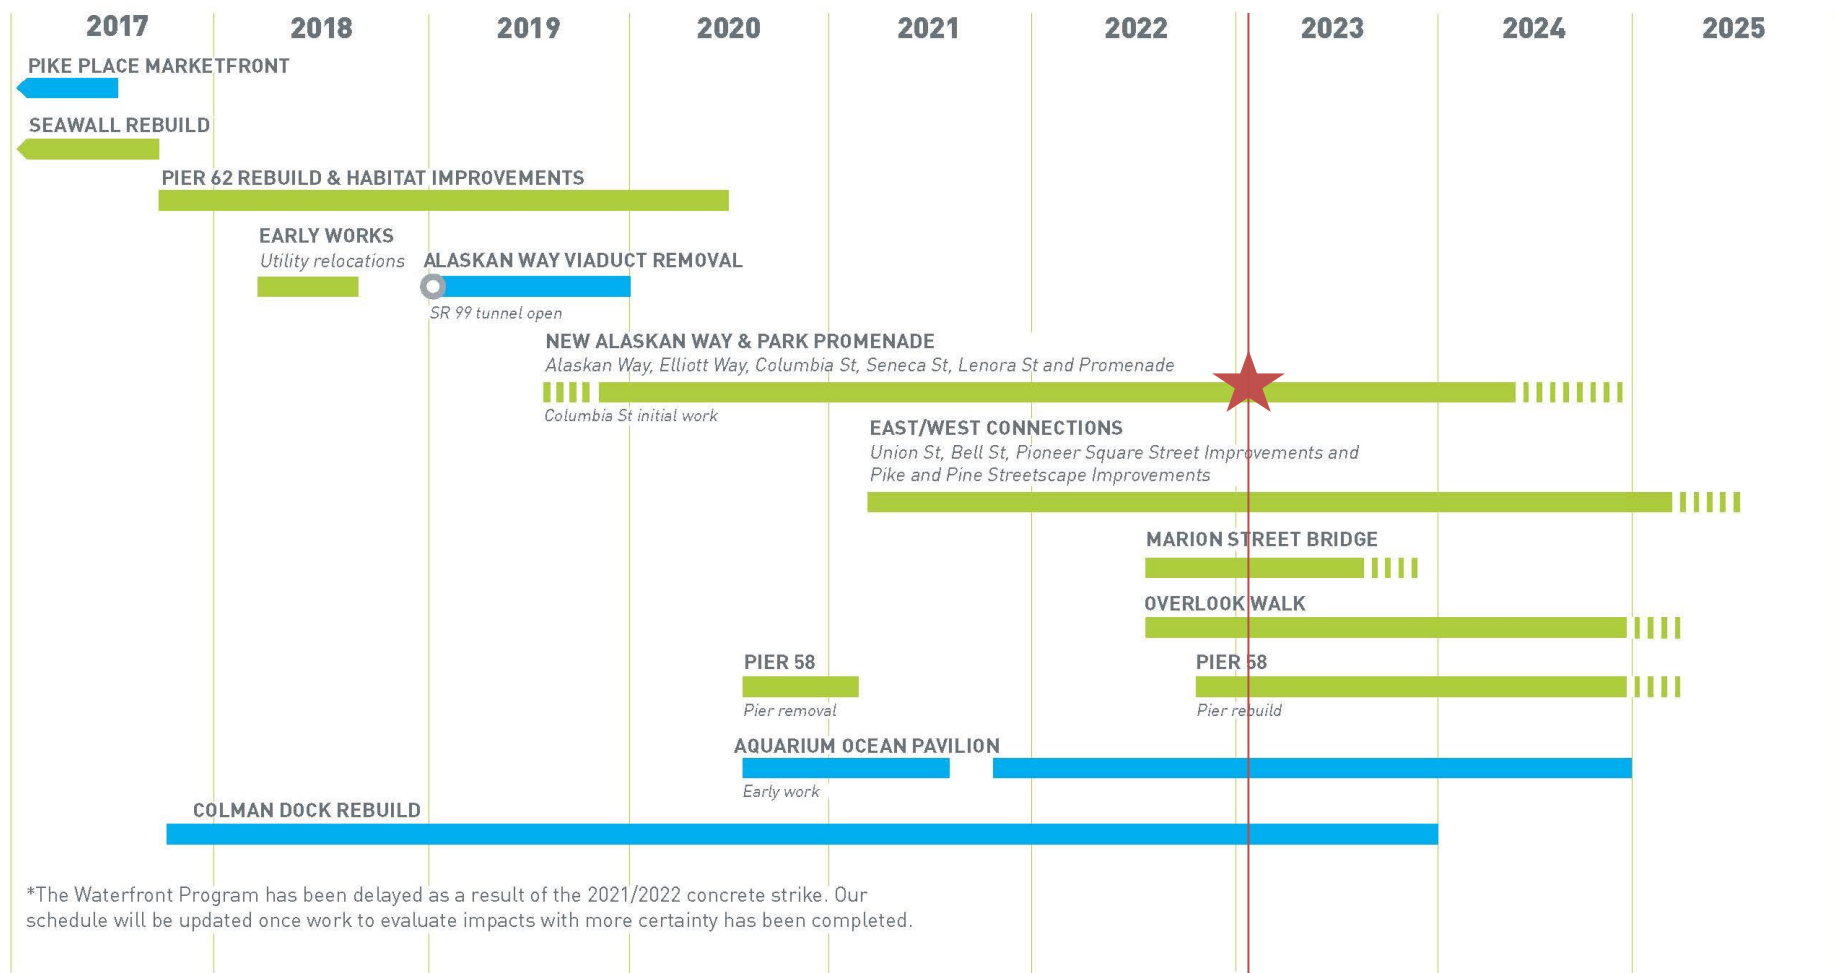 2017 2018 2019 2020 2021 2022 2023 2024 2025
PIKE PLACE MARKETFRONT
SEAWALL REBUILD
PIER 62 REBUILD & HABITAT IMPROVEMENTS
EARLY WORKS
Utility relocations
ALASKAN WAY VIADUCT REMOVAL
SR 99 tunnel open
NEW ALASKAN WAY & PARK PROMENADE
Alaskan Way, Elliott Way, Columbia St, Seneca St, Lenora St and Promenade
Columbia St initial work
EAST/WEST CONNECTIONS
Union St, Bell St, Pioneer Square Street Improvements and
Pike and Pine Streetscape Improvements
MARION STREET BRIDGE
OVERLOOK WALK
PIER 58
Pier removal
PIER 58
Pier rebuild
AQUARIUM OCEAN PAVILION
Early work
COLMAN DOCK REBUILD
*The Waterfront Program has been delayed as a result of the 2021/2022 concrete strike. Our
schedule will be updated once work to evaluate impacts with more certainty has been completed.